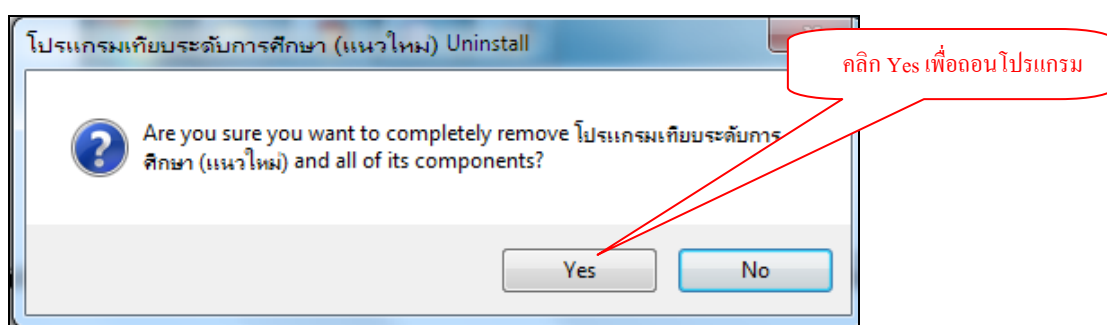 โปรแกรมเทียบระดับการศึกษา (แนวใหม่) Uninstall
คลิก Yes เพื่อถอนโปรแกรม
Are you sure you want to completely remove โปรแกรมเทียบระดับการ
ศึกษา (แนวใหม่) and all of its components?
Yes
No